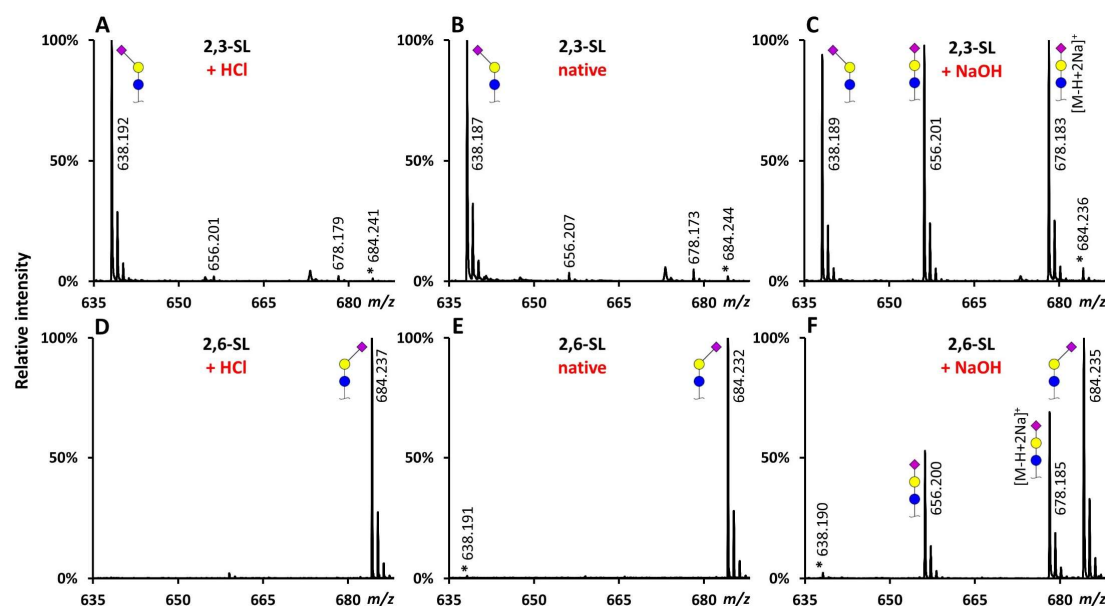 Relative intensity
A
100%
50%
0%
2,3-SL
+ HCl
638.192
656.201
678.179
* 684.241
635
650
665
680
m/z
B
100%
50%
0%
2,3-SL
native
638.187
656.207
678.173
* 684.244
635
650
665
680
m/z
C
100%
50%
0%
2,3-SL
+ NaOH
638.189
656.201
678.183
[M-H+2Na]+
* 684.236
635
650
665
680
m/z
D
100%
50%
0%
2,6-SL
+ HCl
684.237
635
650
665
680
m/z
E
100%
50%
0%
2,6-SL
native
* 638.191
684.232
635
650
665
680
m/z
F
100%
50%
0%
2,6-SL
+ NaOH
* 638.190
656.200
[M-H+2Na]+
678.185
684.235
635
650
665
680
m/z